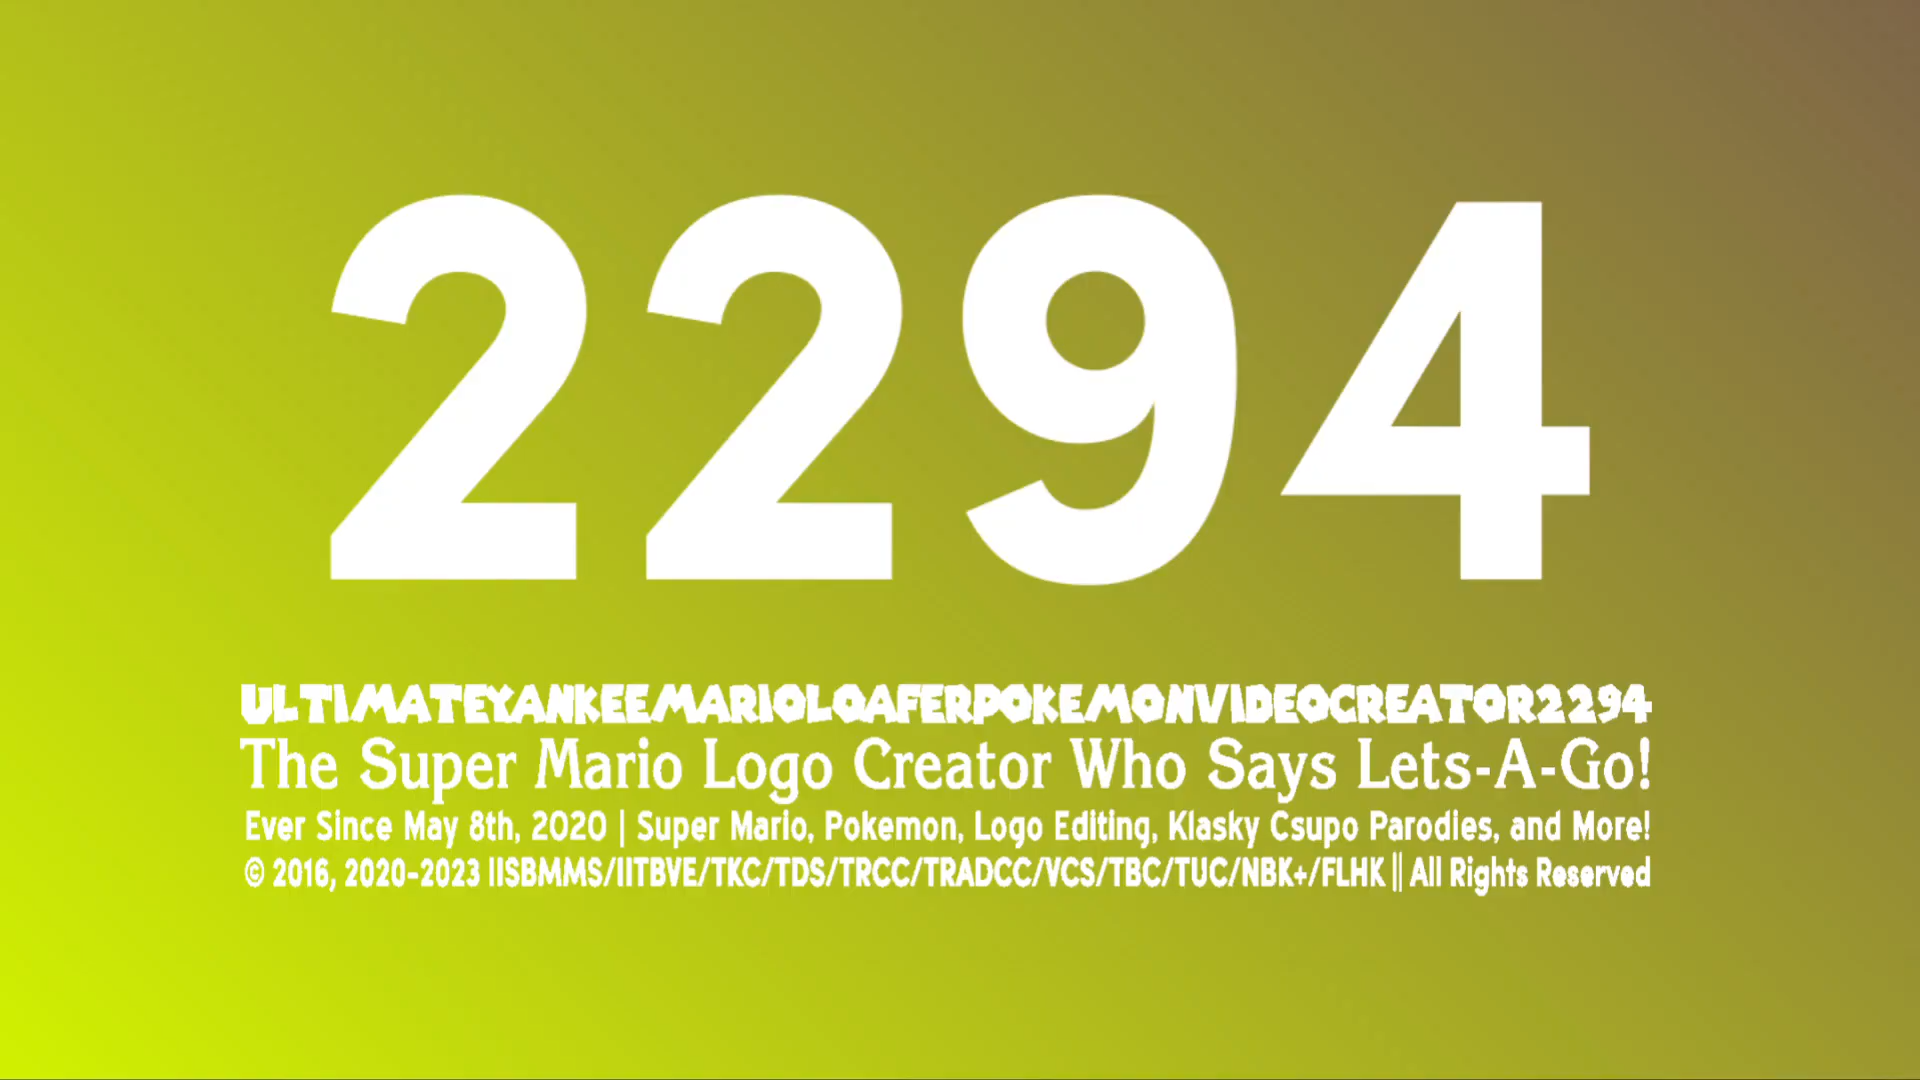 2294
ULTIMATEYANKEEMARIOLOAFERPOKEMONVIDEOCREATOR2294
The Super Mario Logo Creator Who Says Lets-A-Go!
Ever Since May 8th, 2020 | Super Mario, Pokemon, Logo Editing, Klasky Csupo Parodies, and More!
© 2016, 2020-2023 IISBMMS/IITBVE/TKC/TDS/TRCC/TRADCC/VCS/TBC/TUC/NBK+/FLHK || All Rights Reserved